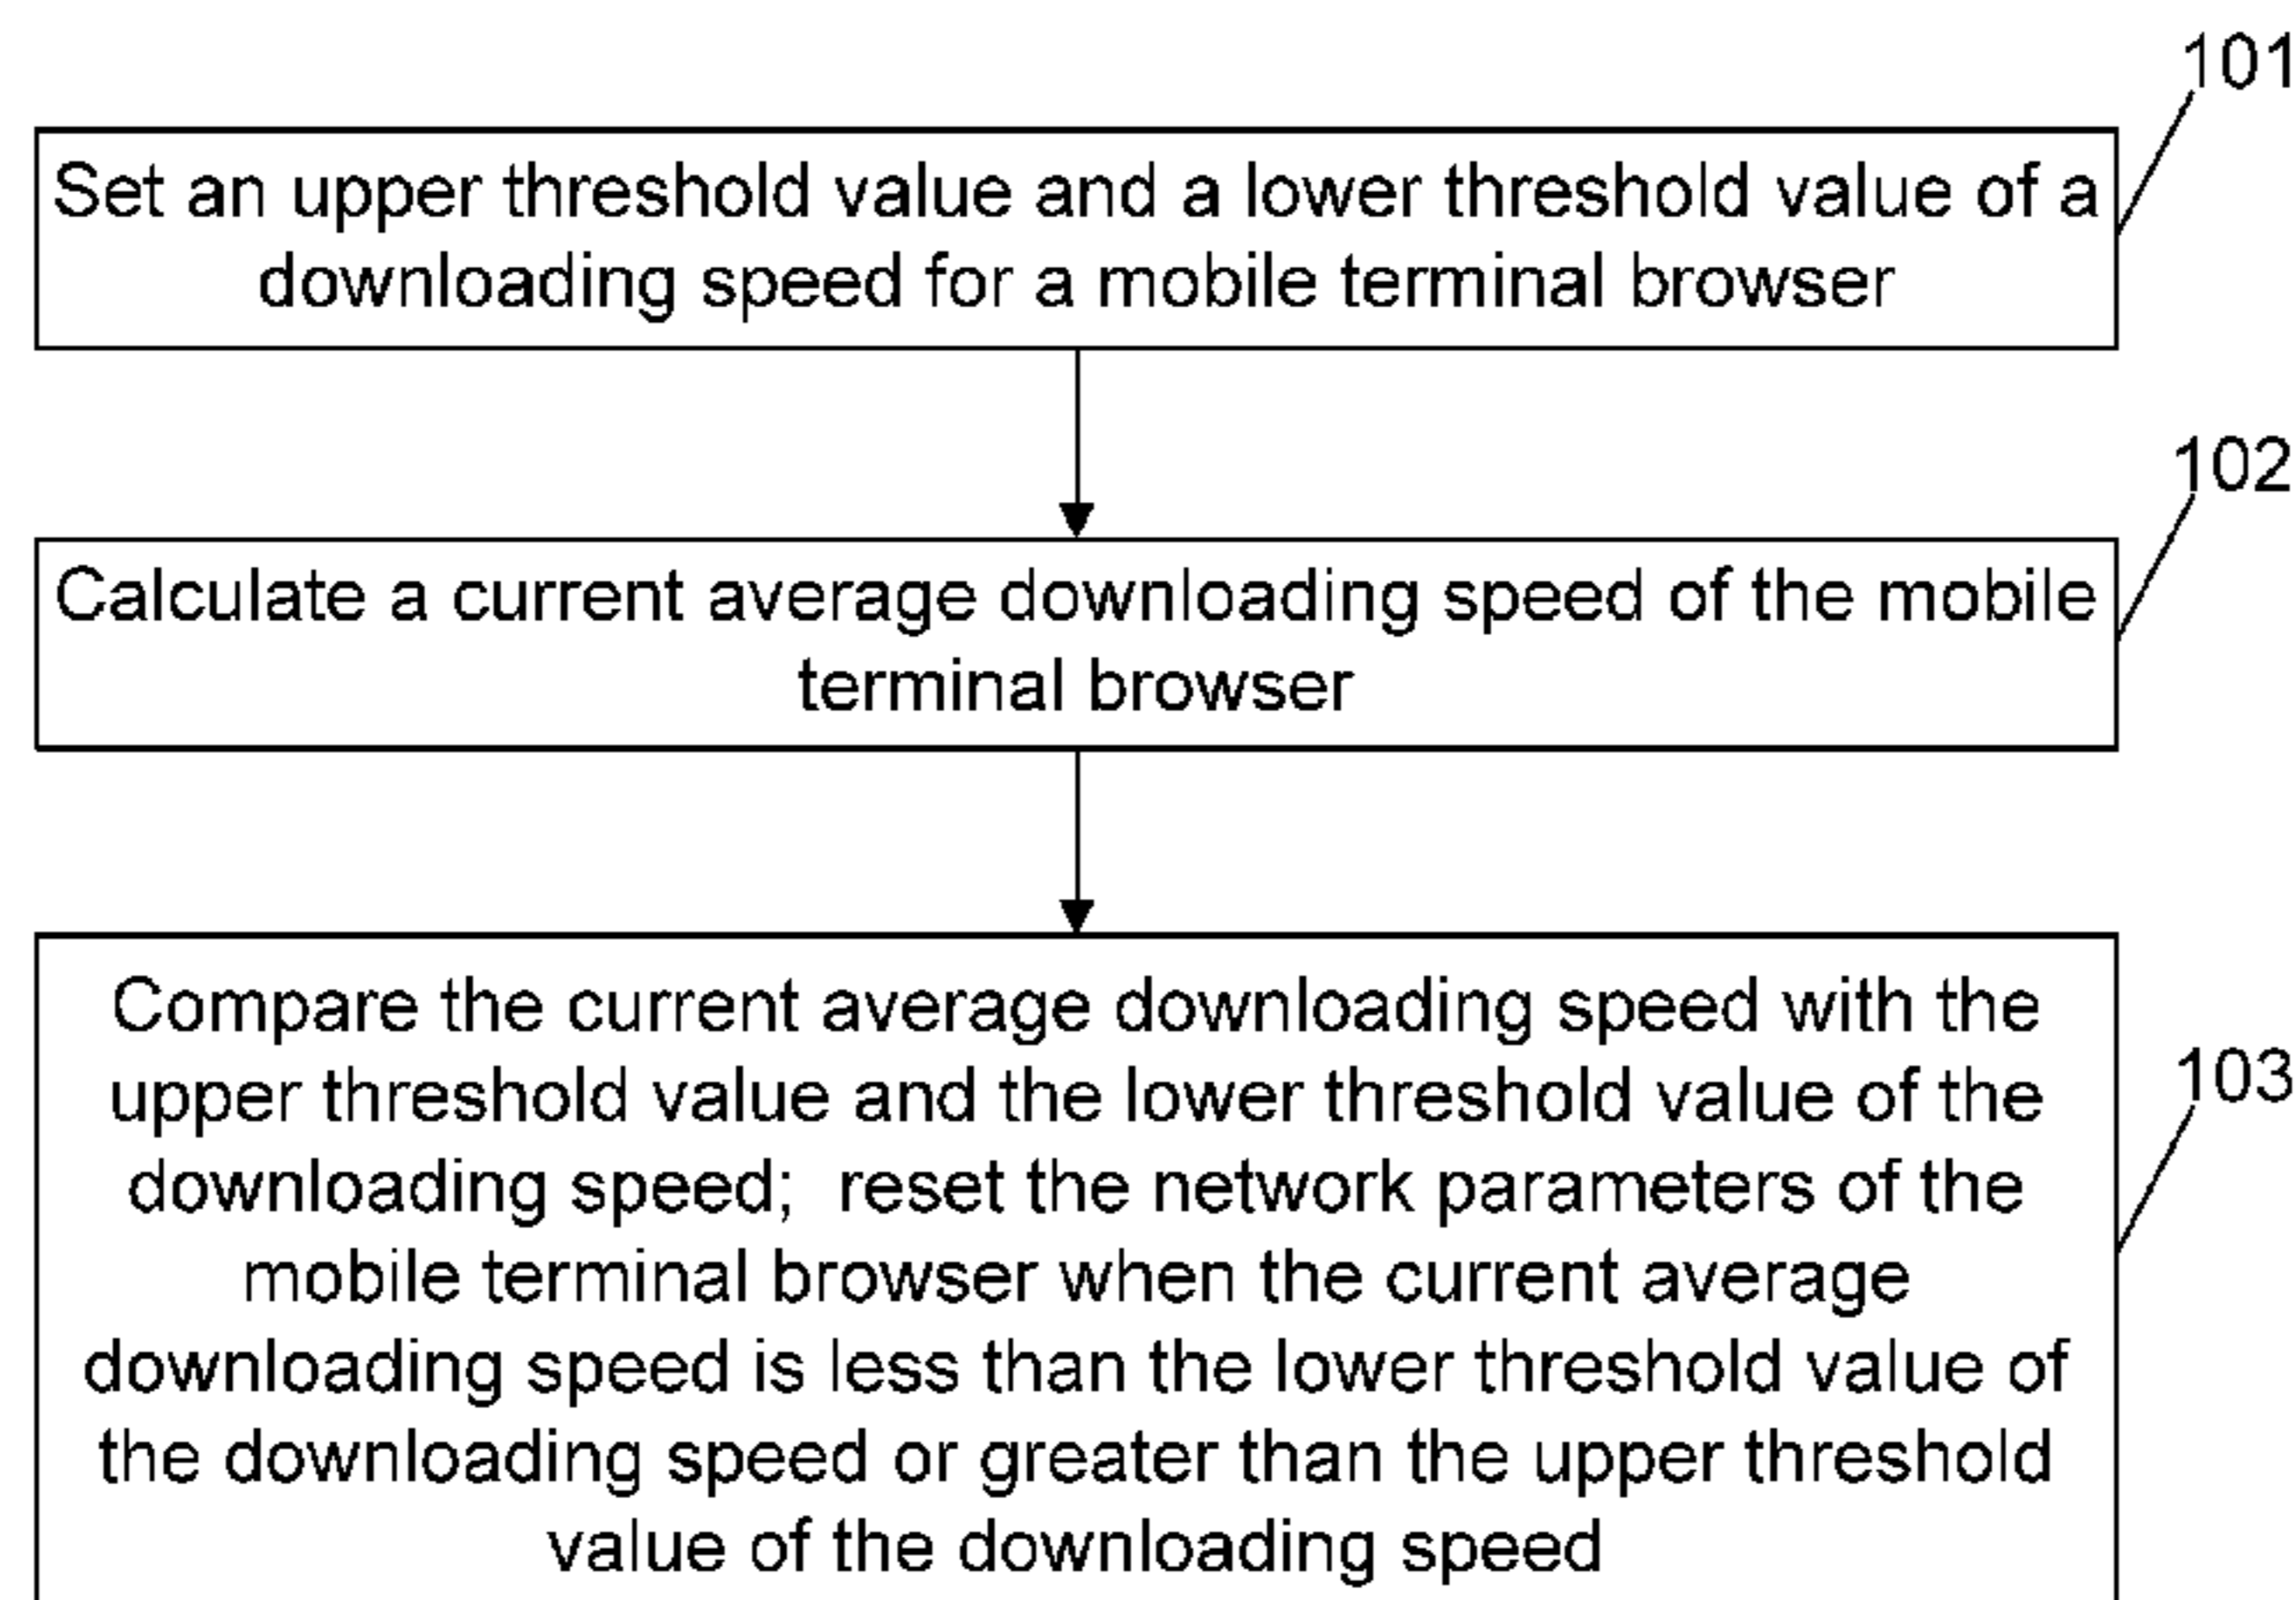 101
Set an upper threshold value and a lower threshold value of a
downloading speed for a mobile terminal browser
102
Calculate a current average downloading speed of the mobile
terminal browser
Compare the current average downloading speed with the
upper threshold value and the lower threshold value of the
103
downloading speed;  reset the network parameters of the
mobile terminal browser when the current average
downloading speed is less than the lower threshold value of
the downloading speed or greater than the upper threshold
value of the downloading speed